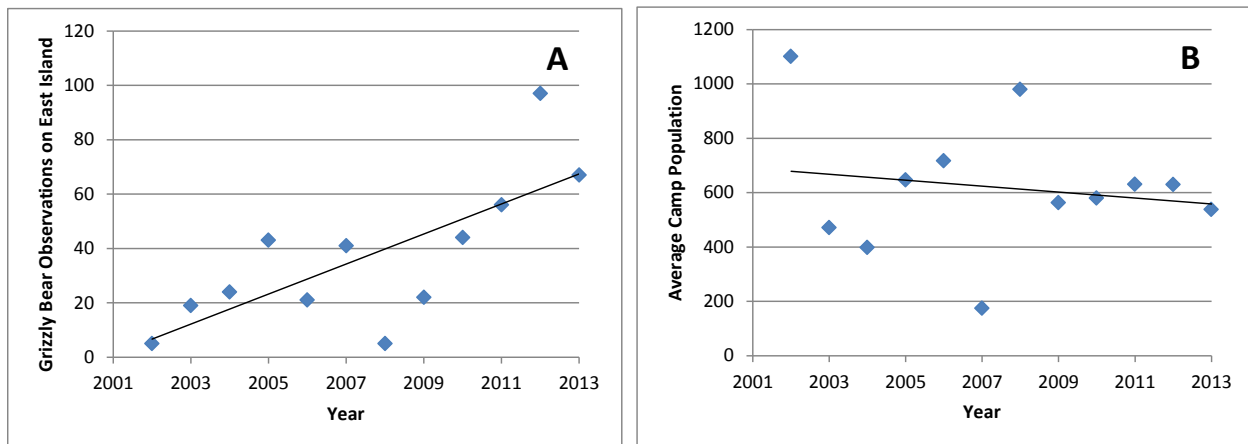 A
Grizzly Bear Observations on East Island
120
100
80
60
40
20
0
2001 2003 2005 2007 2009 2011 2013
Year
B
Average Camp Population
1200
1000
800
600
400
200
0
2001 2003 2005 2007 2009 2011 2013
Year